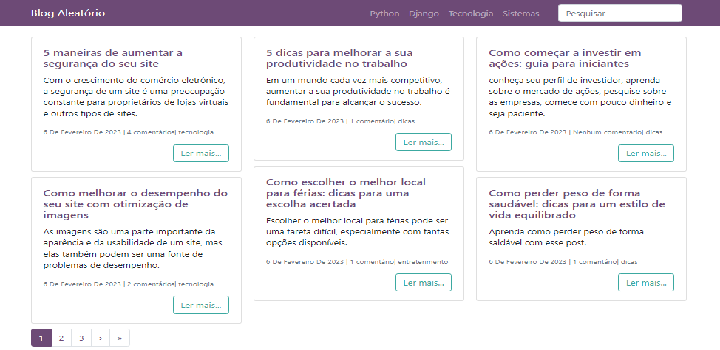 Blog Aleatório
Python Django Tecnologia Sistemas Pesquisar
5 maneiras de aumentar a
segurança do seu site
Com o crescimento do comércio eletrônico,
a segurança de um site é uma preocupação
constante para proprietários de lojas virtuais
e outros tipos de sites.
5 De Fevereiro De 2023 | 4 comentários| tecnologia
Ler mais...
Como melhorar o desempenho do
seu site com otimização de
imagens
As imagens são uma parte importante da
aparência e da usabilidade de um site, mas
elas também podem ser uma fonte de
problemas de desempenho.
5 De Fevereiro De 2023 | 2 comentários| tecnologia
Ler mais...
5 dicas para melhorar a sua
produtividade no trabalho
Em um mundo cada vez mais competitivo,
aumentar a sua produtividade no trabalho é
fundamental para alcançar o sucesso.
6 De Fevereiro De 2023 | 1 comentário| dicas
Ler mais...
Como escolher o melhor local
para férias: dicas para uma
escolha acertada
Escolher o melhor local para férias pode ser
uma tarefa difícil, especialmente com tantas
opções disponíveis.
6 De Fevereiro De 2023 | 1 comentário| entretenimento
Ler mais...
Como começar a investir em
ações: guia para iniciantes
conheça seu perfil de investidor, aprenda
sobre o mercado de ações, pesquise sobre
as empresas, comece com pouco dinheiro e
seja paciente.
6 De Fevereiro De 2023 | Nenhum comentário| dicas
Ler mais...
Como perder peso de forma
saudável: dicas para um estilo de
vida equilibrado
Aprenda como perder peso de forma
saldável com esse post.
6 De Fevereiro De 2023 | 1 comentário| dicas
Ler mais...
1 2 3 › »